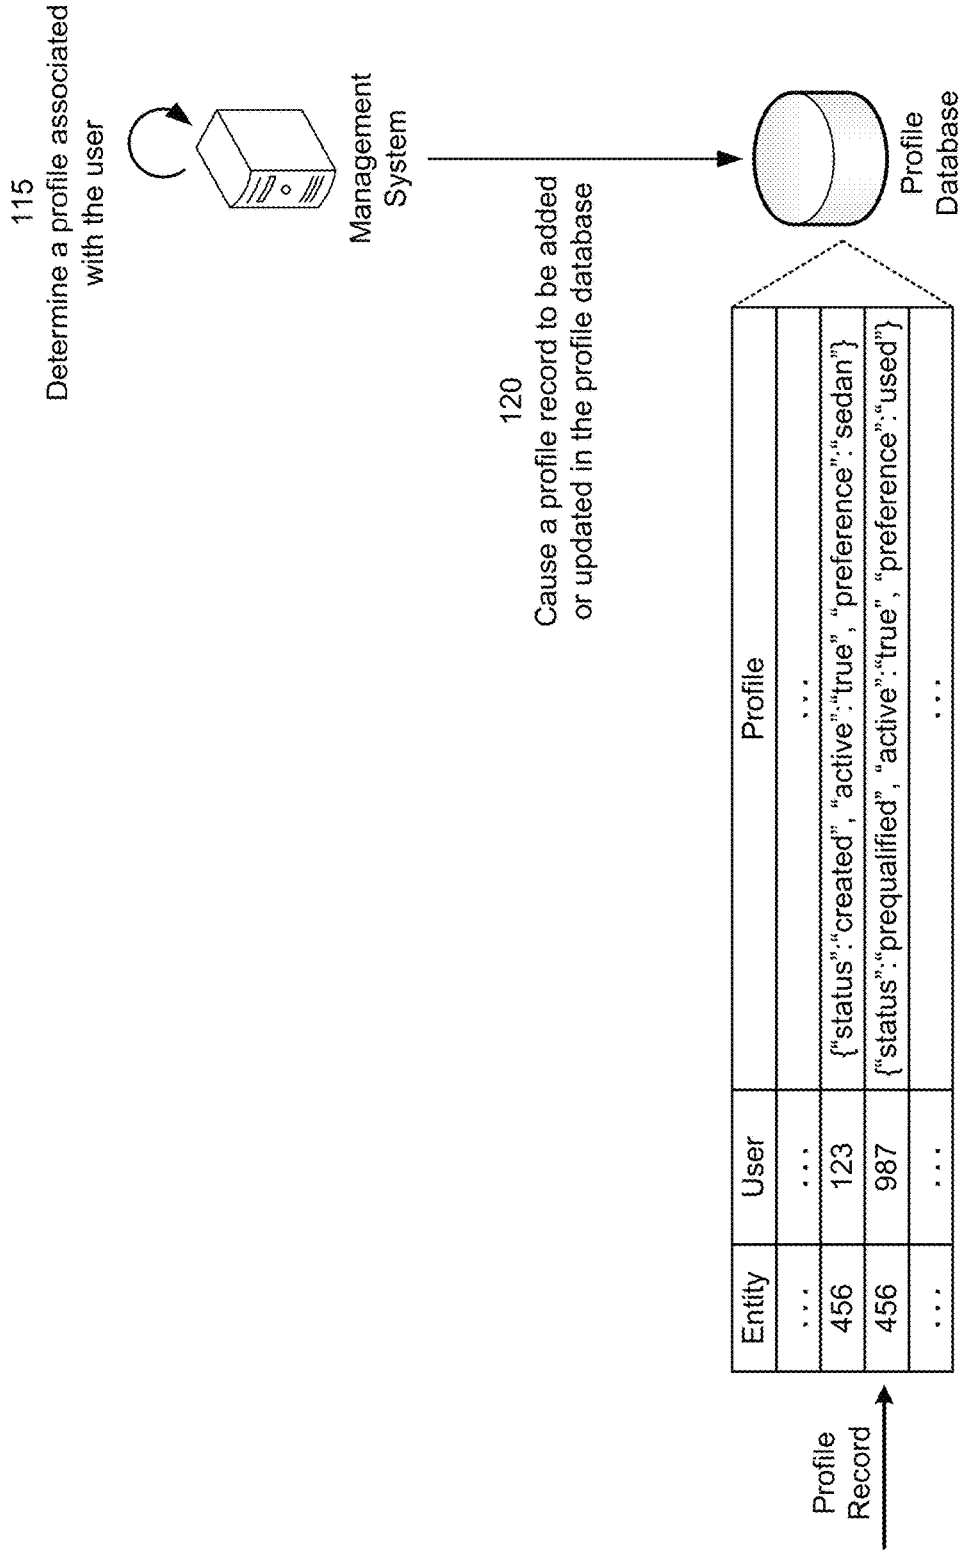 115
Determine a profile associated
with the user
Management
System
120
Cause a profile record to be added
or updated in the profile database
Profile
Database
Entity User Profile
... ... ...
456 123 {“status”:“created”, “active”:“true”, “preference”:“sedan”}
456 987 {“status”:“prequalified”, “active”:“true”, “preference”:“used”}
... ... ...
Profile
Record